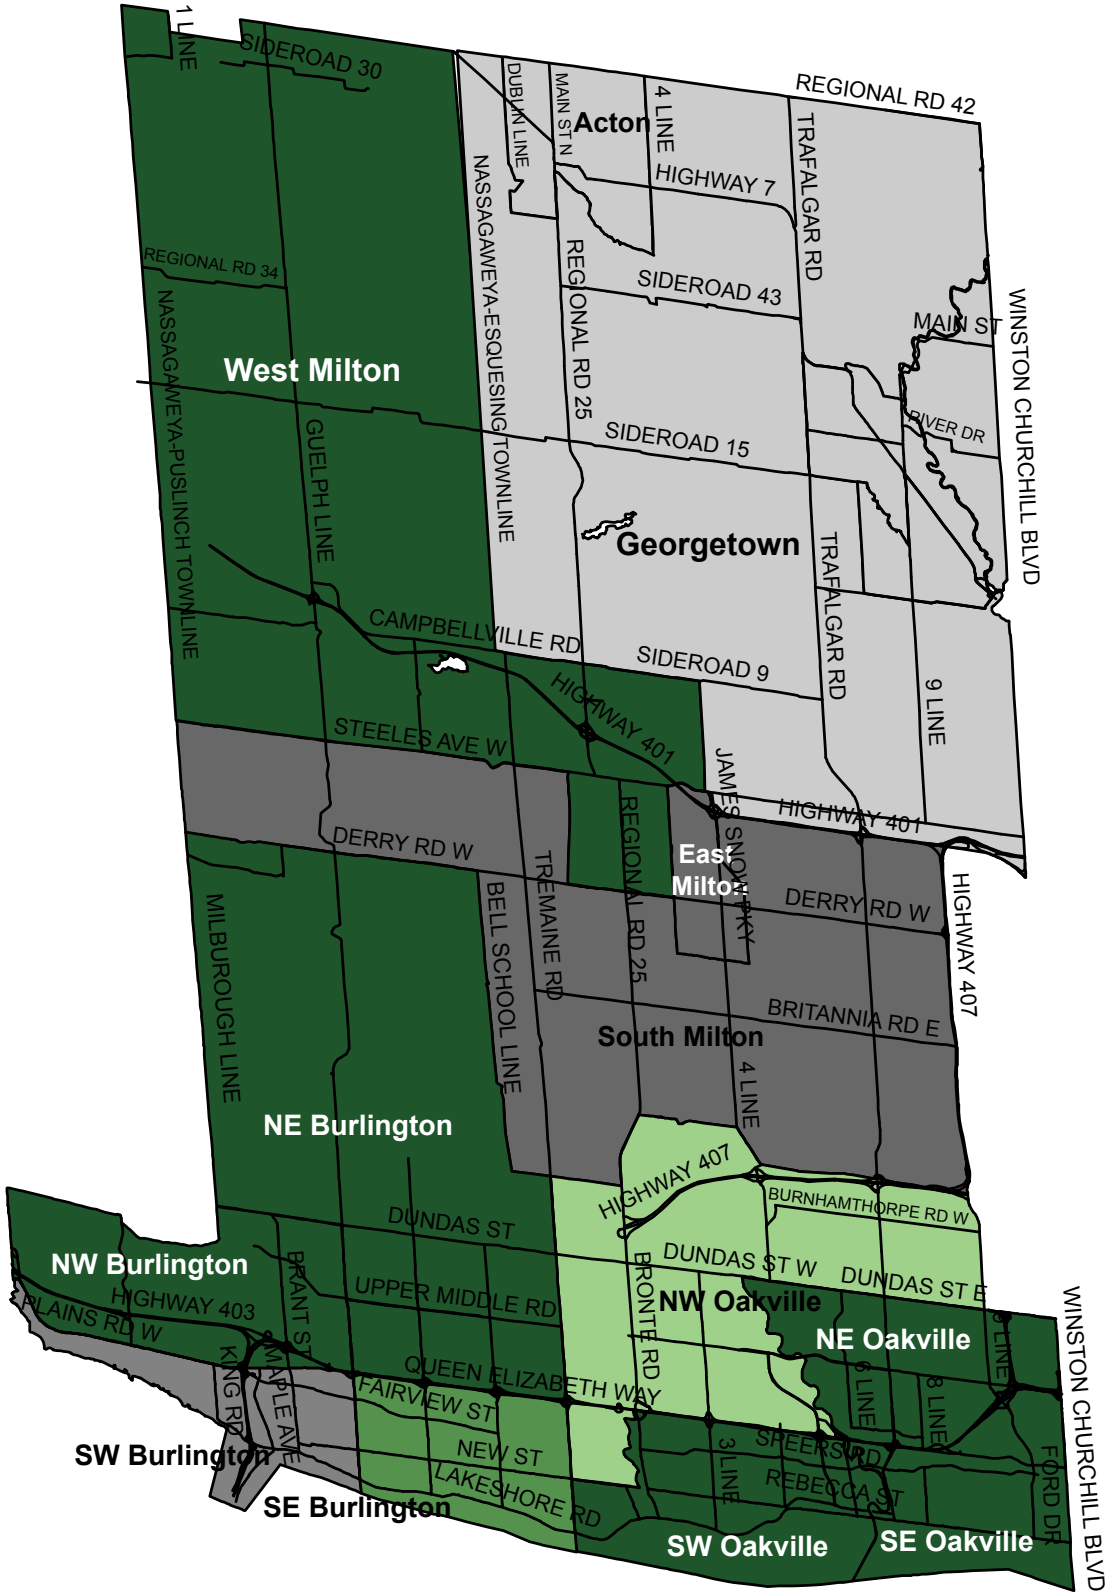 1 LINE
SIDEROAD 30
REGIONAL RD 42
DUBLIN LINE
MAIN ST N
Acton
4 LINE
TRAFALGAR RD
HIGHWAY 7
NASSAGAWEYA-ESQUESING TOWNLINE
REGIONAL RD 25
REGIONAL RD 34
SIDEROAD 43
MAIN ST
WINSTON CHURCHILL BLVD
NASSAGAWEYA-PUSLINCH TOWNLINE
West Milton
GUELPH LINE
SIDEROAD 15
RIVER DR
Georgetown
TRAFALGAR RD
CAMPBELLVILLE RD
SIDEROAD 9
9 LINE
HIGHWAY 401
STEELES AVE W
JAMES SNOW PKY
HIGHWAY 401
REGIONAL RD 25
DERRY RD W
TREMAINE RD
East
Milton
DERRY RD W
HIGHWAY 407
MILBOROUGH LINE
BELL SCHOOL LINE
BRITANNIA RD E
South Milton
4 LINE
NE Burlington
HIGHWAY 407
BURNHAMTHORPE RD W
DUNDAS ST
NW Burlington
BRANT ST
BRONTE RD
DUNDAS ST W
DUNDAS ST E
UPPER MIDDLE RD
NW Oakville
HIGHWAY 403
PLAINS RD W
NE Oakville
9 LINE
WINSTON CHURCHILL BLVD
KING RD
MAPLE AVE
QUEEN ELIZABETH WAY
FAIRVIEW ST
6 LINE
8 LINE
SW Burlington
NEW ST
3 LINE
SPEERS RD
FORD DR
LAKESHORE RD
REBECCA ST
SE Burlington
SW Oakville
SE Oakville